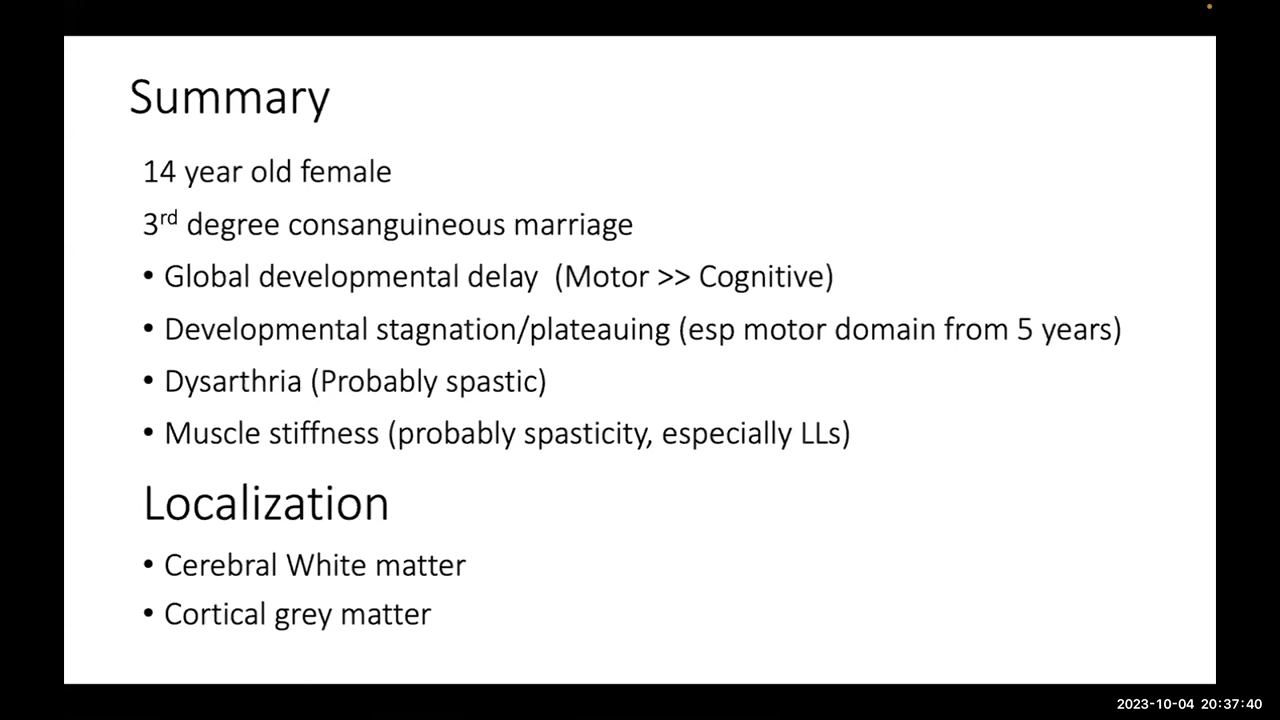 Summary
14 year old female
3rd degree consanguineous marriage
• Global developmental delay  (Motor >> Cognitive)
• Developmental stagnation/plateauing (esp motor domain from 5 years)
• Dysarthria (Probably spastic)
• Muscle stiffness (probably spasticity, especially LLs)
Localization
• Cerebral White matter
• Cortical grey matter
2023-10-04 20:37:40